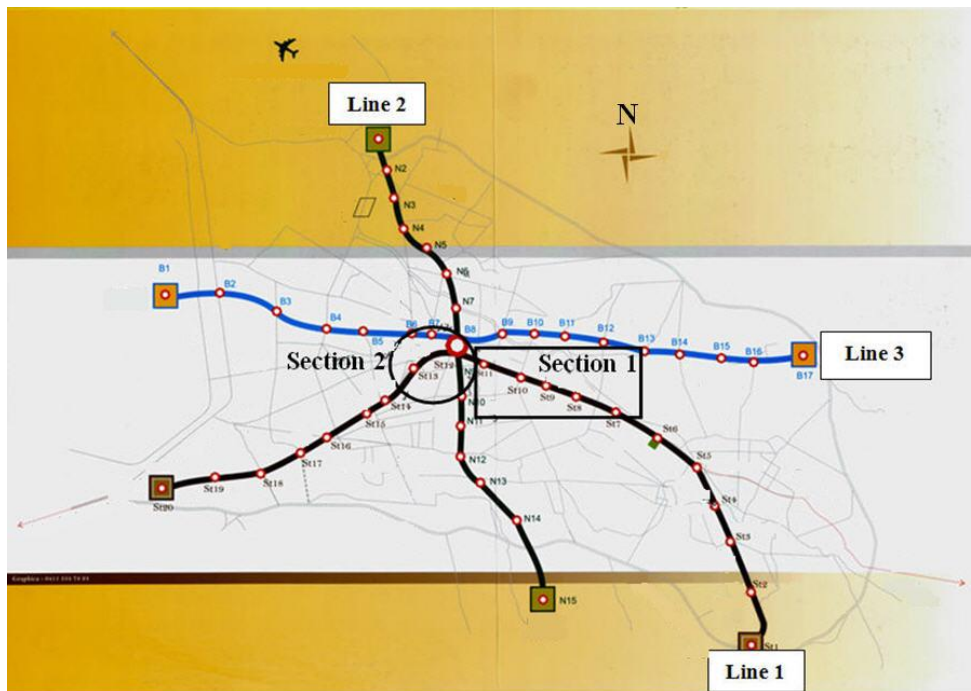 Line 2
N
N2
N3
N4
N5
N6
N7
B1
B2
B3
B4
B5
B6
B7
B8
B9
B10
B11
B12
B13
B14
B15
B16
B17
Line 3
Section 2
Section 1
St13
St12
St11
St10
St9
St8
St7
St6
St5
St4
St3
St2
St1
St14
St15
St16
St17
St18
St19
St20
N10
N11
N12
N13
N14
N15
Line 1